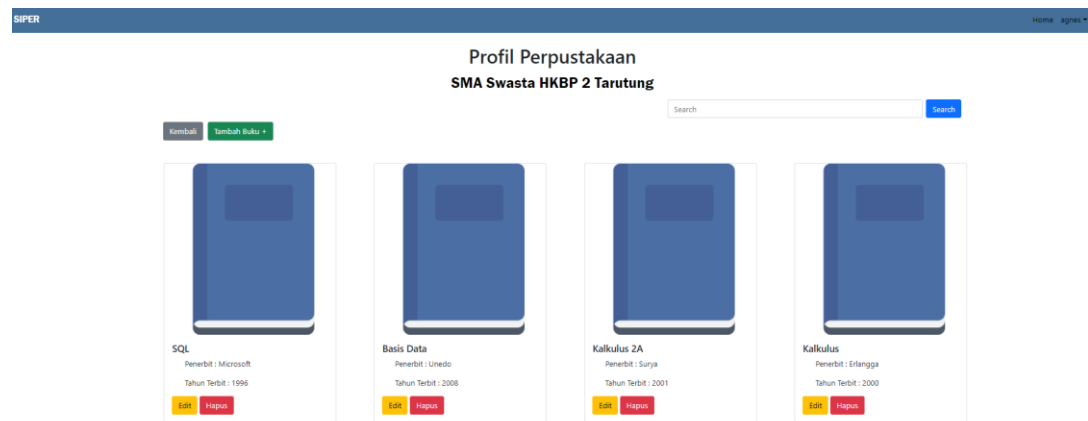 SIPER
Home agnes
Profil Perpustakaan
SMA Swasta HKBP 2 Tarutung
Search Search
Kembali Tambah Buku +
SQL Basis Data Kalkulus 2A Kalkulus
Penerbit : Microsoft Penerbit : Unedo Penerbit : Surya Penerbit : Erlangga
Tahun Terbit : 1996 Tahun Terbit : 2008 Tahun Terbit : 2001 Tahun Terbit : 2000
Edit Hapus Edit Hapus Edit Hapus Edit Hapus